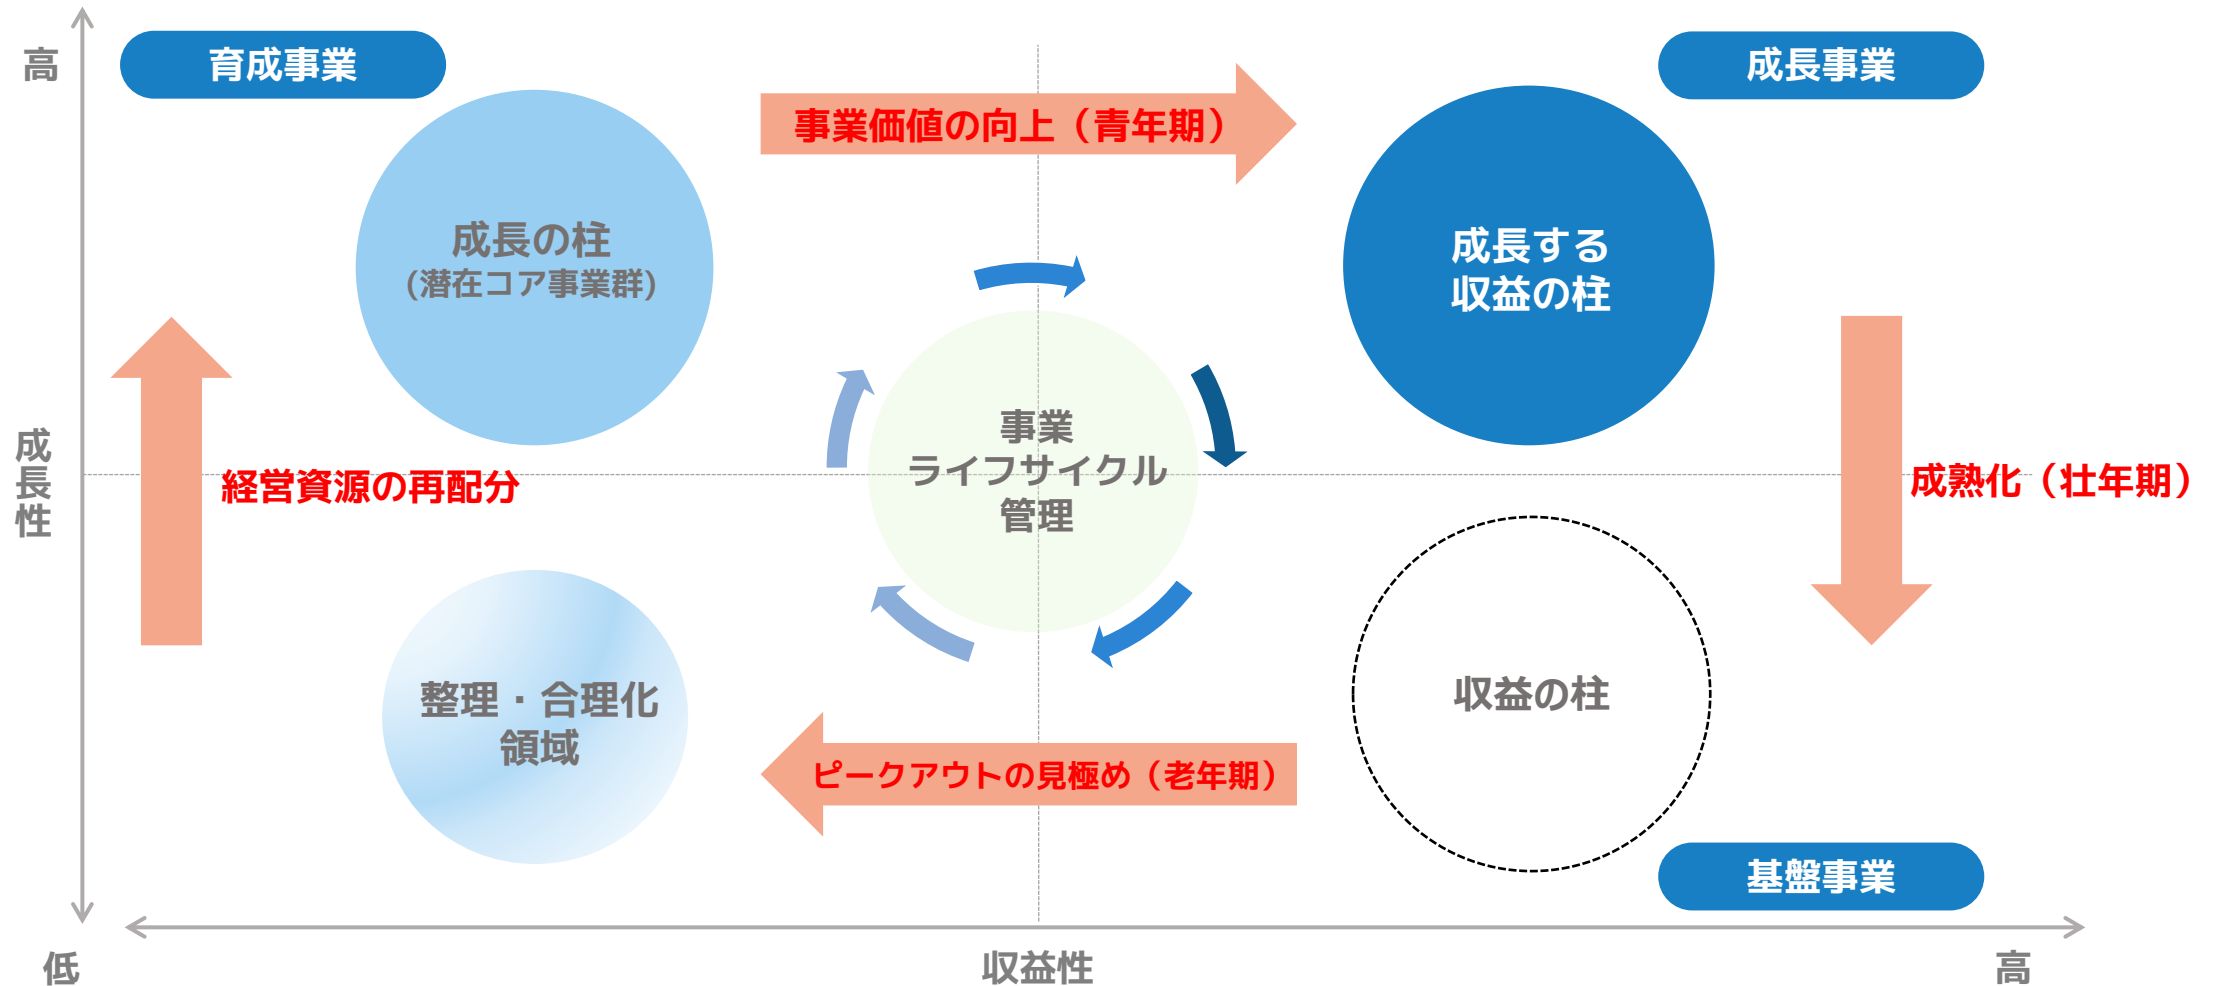 高
育成事業
成長事業
事業価値の向上（青年期）
成長の柱
(潜在コア事業群)
成長する
収益の柱
成長性
経営資源の再配分
事業
ライフサイクル
管理
成熟化（壮年期）
整理・合理化
領域
収益の柱
ピークアウトの見極め（老年期）
基盤事業
低
収益性
高